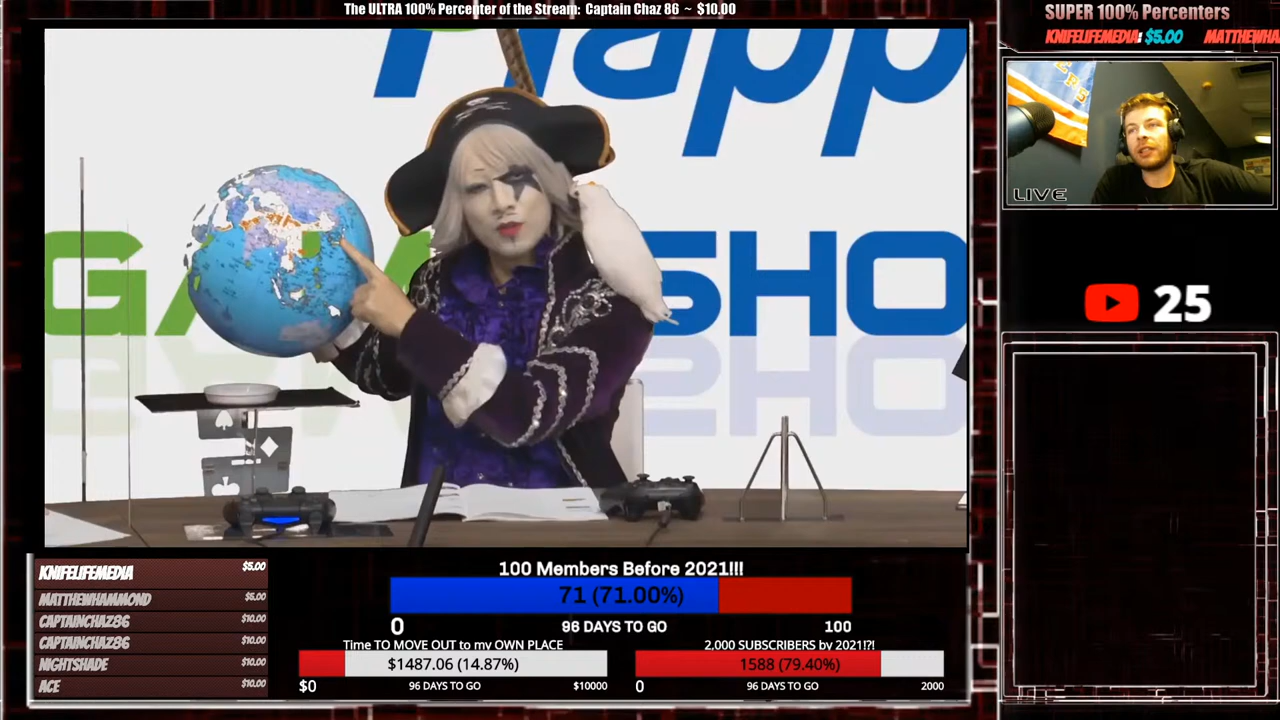 The ULTRA 100% Percenter of the Stream: Captain Chaz 86 ~ $10.00
SUPER 100% Percenters
KNIFELIFEMEDIA: $5.00 MATTHEWHA
Happ
GAM SHO
LIVE
25
KNIFELIFEMEDIA $5.00
MATTHEWHAMMOND $5.00
CAPTAINCHAZ86 $10.00
CAPTAINCHAZ86 $10.00
NIGHTSHADE $10.00
ACE $10.00
100 Members Before 2021!!!
71 (71.00%)
0 96 DAYS TO GO 100
Time TO MOVE OUT to my OWN PLACE
$1487.06 (14.87%)
$0 96 DAYS TO GO $10000
2,000 SUBSCRIBERS by 2021!?!
1588 (79.40%)
0 96 DAYS TO GO 2000